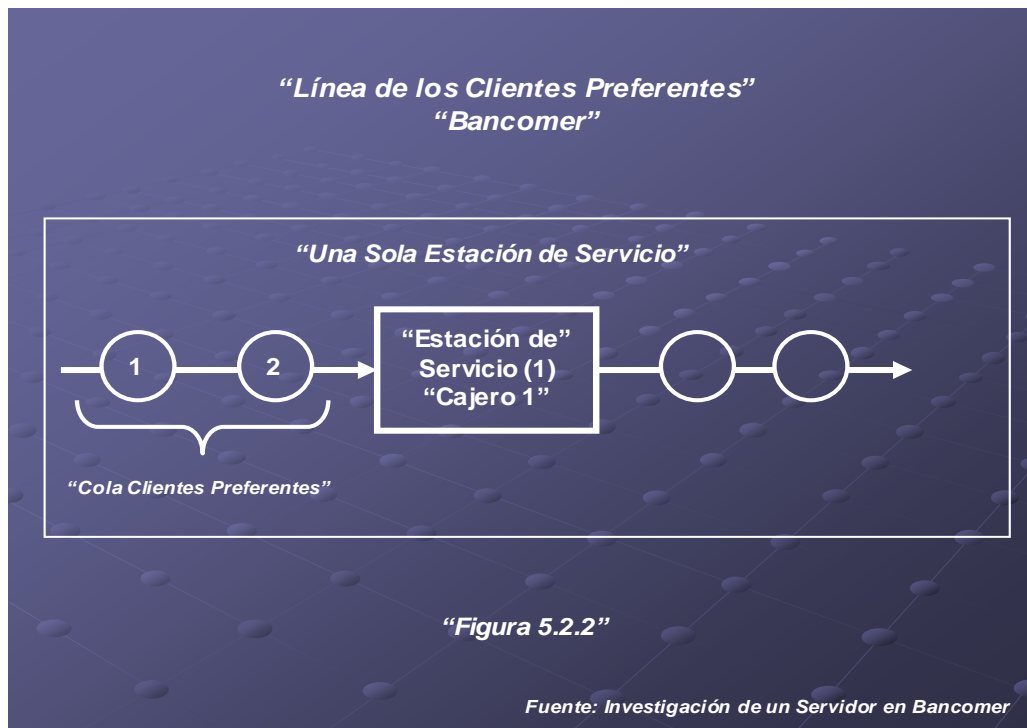 “Línea de los Clientes Preferentes”
“Bancomer”
“Una Sola Estación de Servicio”
1
2
“Estación de”
Servicio (1)
“Cajero 1”
“Cola Clientes Preferentes”
“Figura 5.2.2”
Fuente: Investigación de un Servidor en Bancomer